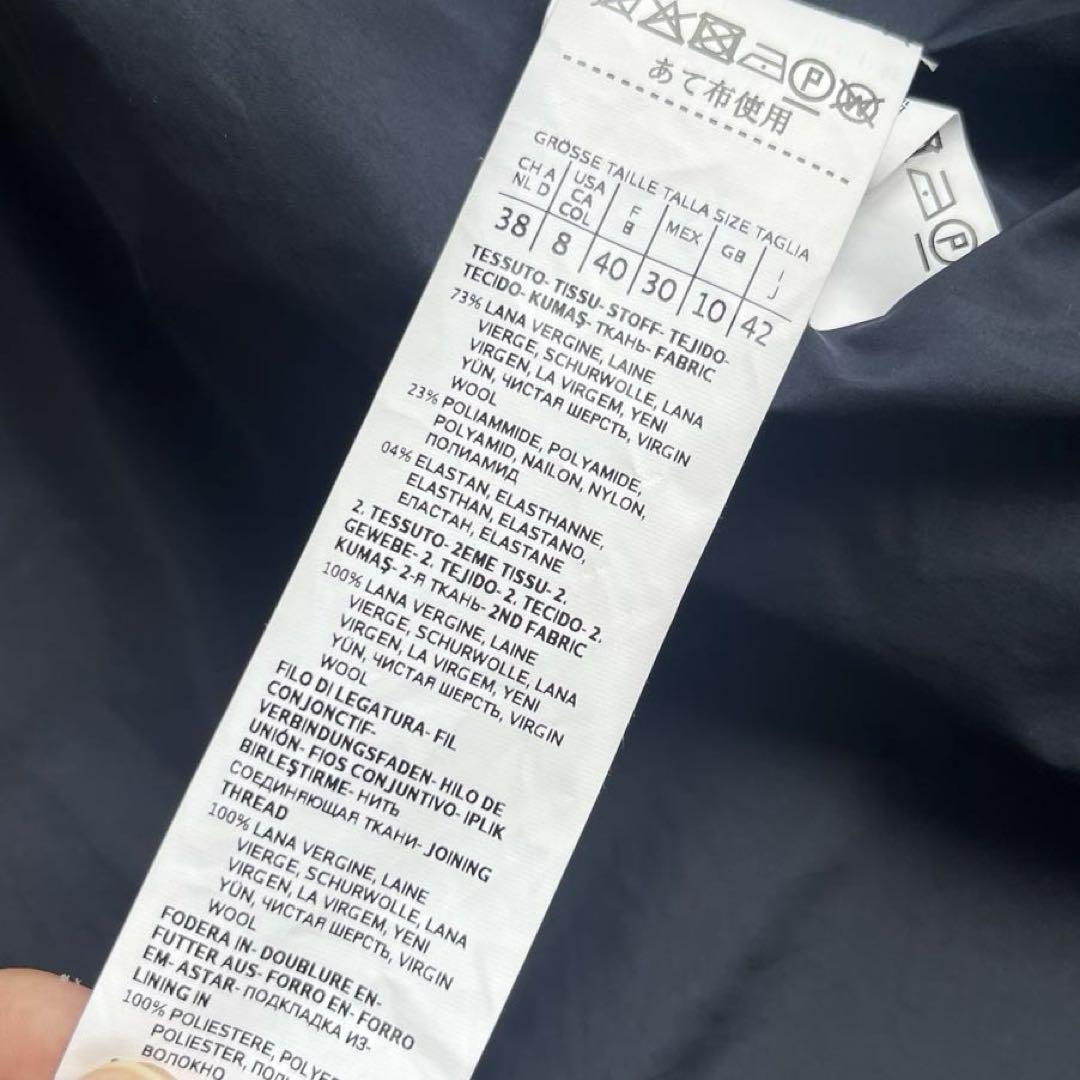 あて布使用
GRÖSSE TAILLE TALLA SIZE TAGLIA
CH A NL D | USA CA COL | F B | MEX | GB | I J
38 | 8 | 40 | 30 | 10 | 42
TESSUTO- TISSU- STOFF- TEJIDO-
TECIDO- KUMAŞ- ТКАНЬ- FABRIC
73% LANA VERGINE, LAINE
VIERGE, SCHURWOLLE, LANA
VIRGEN, LA VIRGEM, YENI
YÜN, ЧИСТАЯ ШЕРСТЬ, VIRGIN
WOOL
23% POLIAMMIDE, POLYAMIDE,
POLYAMID, NAILON, NYLON,
ПОЛИАМИД
04% ELASTAN, ELASTHANNE,
ELASTHAN, ELASTANO,
ЕПАСТАН, ELASTANE
2. TESSUTO- 2EME TISSU- 2.
GEWEBE- 2. TEJIDO- 2. TECIDO- 2.
KUMAŞ- 2-Я ТКАНЬ- 2ND FABRIC
100% LANA VERGINE, LAINE
VIERGE, SCHURWOLLE, LANA
VIRGEN, LA VIRGEM, YENI
YÜN, ЧИСТАЯ ШЕРСТЬ, VIRGIN
WOOL
FILO DI LEGATURA- FIL
CONJONCTIF-
VERBINDUNGSFADEN- HILO DE
UNIÓN- FIOS CONJUNTIVO- IPLIK
BIRLEŞTIRME- НИТЬ
СОЕДИНЯЮЩАЯ ТКАНИ- JOINING
THREAD
100% LANA VERGINE, LAINE
VIERGE, SCHURWOLLE, LANA
VIRGEN, LA VIRGEM, YENI
YÜN, ЧИСТАЯ ШЕРСТЬ, VIRGIN
WOOL
FODERA IN- DOUBLURE EN-
FUTTER AUS- FORRO EN- FORRO
EM- ASTAR- ПОДКЛАДКА ИЗ-
LINING IN
100% POLIESTERE,
POLIESTER,
ВОЛОКНО